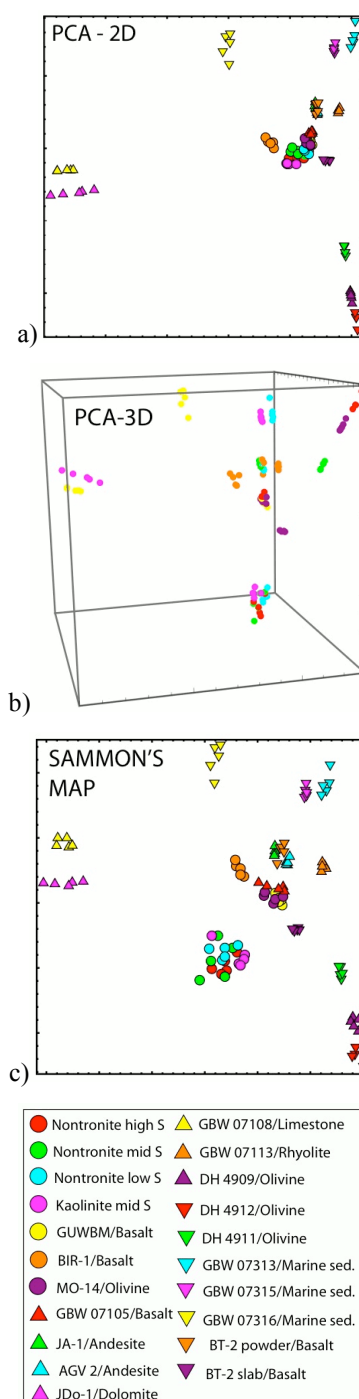 PCA - 2D
a)
PCA-3D
b)
SAMMON'S
MAP
c)
Nontronite high S
Nontronite mid S
Nontronite low S
Kaolinite mid S
GUWBM/Basalt
BIR-1/Basalt
MO-14/Olivine
GBW 07105/Basalt
JA-1/Andesite
AGV 2/Andesite
JDo-1/Dolomite
GBW 07108/Limestone
GBW 07113/Rhyolite
DH 4909/Olivine
DH 4912/Olivine
DH 4911/Olivine
GBW 07313/Marine sed.
GBW 07315/Marine sed.
GBW 07316/Marine sed.
BT-2 powder/Basalt
BT-2 slab/Basalt